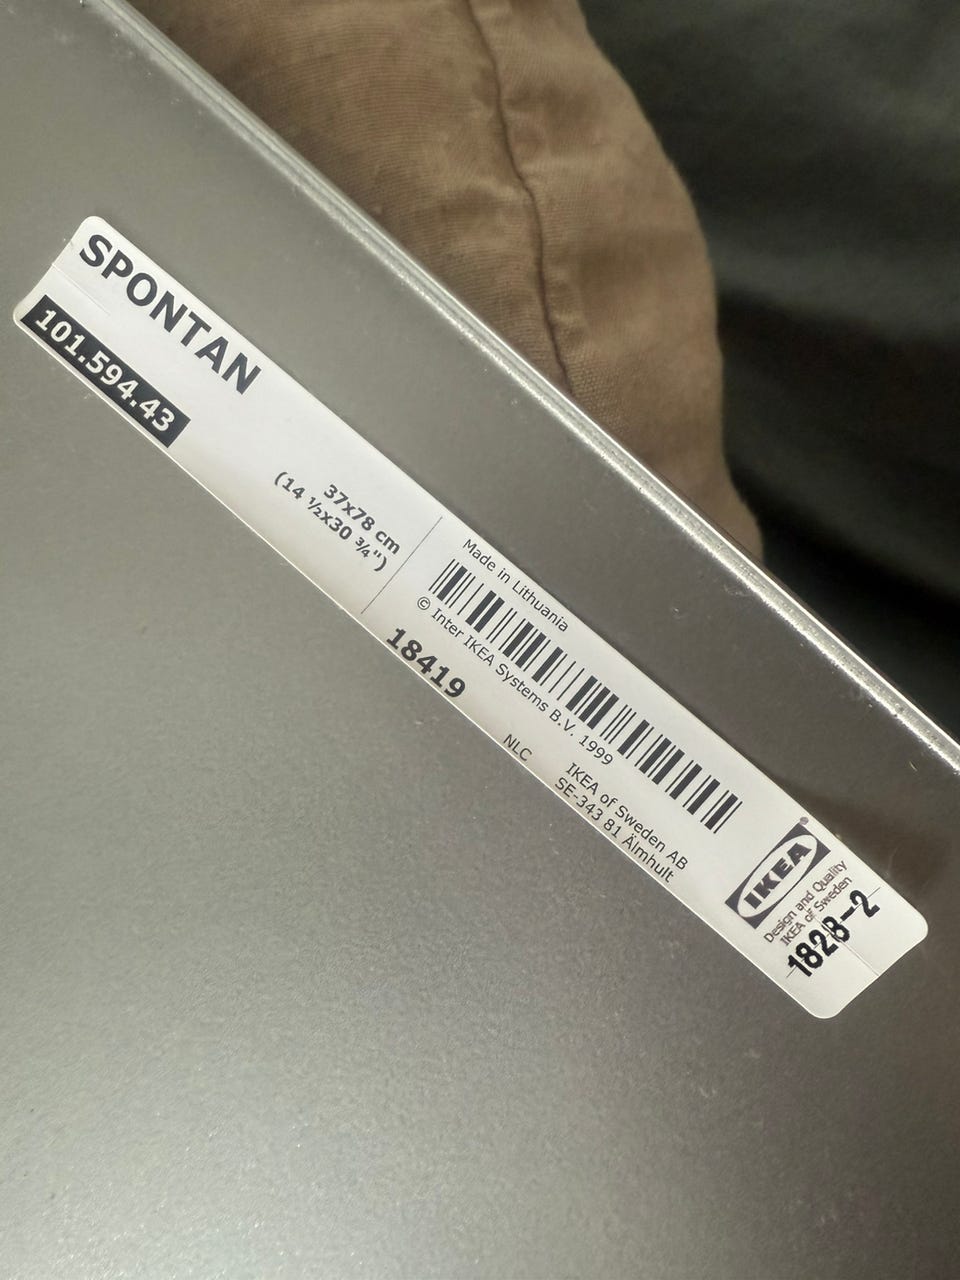 SPONTAN
101.594.43
37x78 cm
(14 ½x30 ¾")
Made in Lithuania
© Inter IKEA Systems B.V. 1999
18419
NLC
IKEA of Sweden AB
SE-343 81 Älmhult
IKEA
Design and Quality
IKEA of Sweden
1828-2